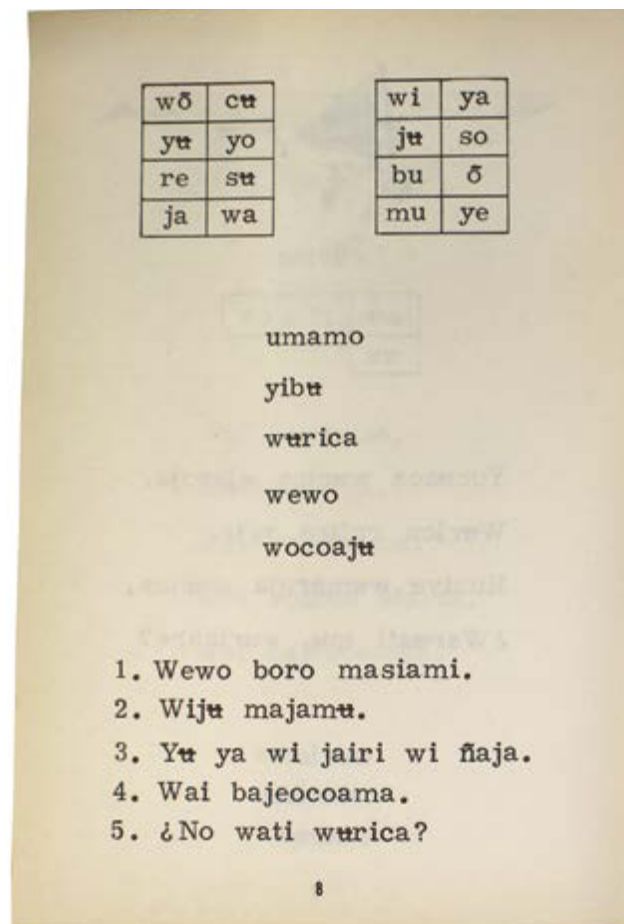 wõ cʉ
yʉ yo
re sʉ
ja wa
wi ya
jʉ so
bu õ
mu ye
umamo
yibʉ
wʉrica
wewo
wocoajʉ
1. Wewo boro masiami.
2. Wijʉ majamʉ.
3. Yʉ ya wi jairi wi ñaja.
4. Wai bajeocoama.
5. ¿No wati wʉrica?
8